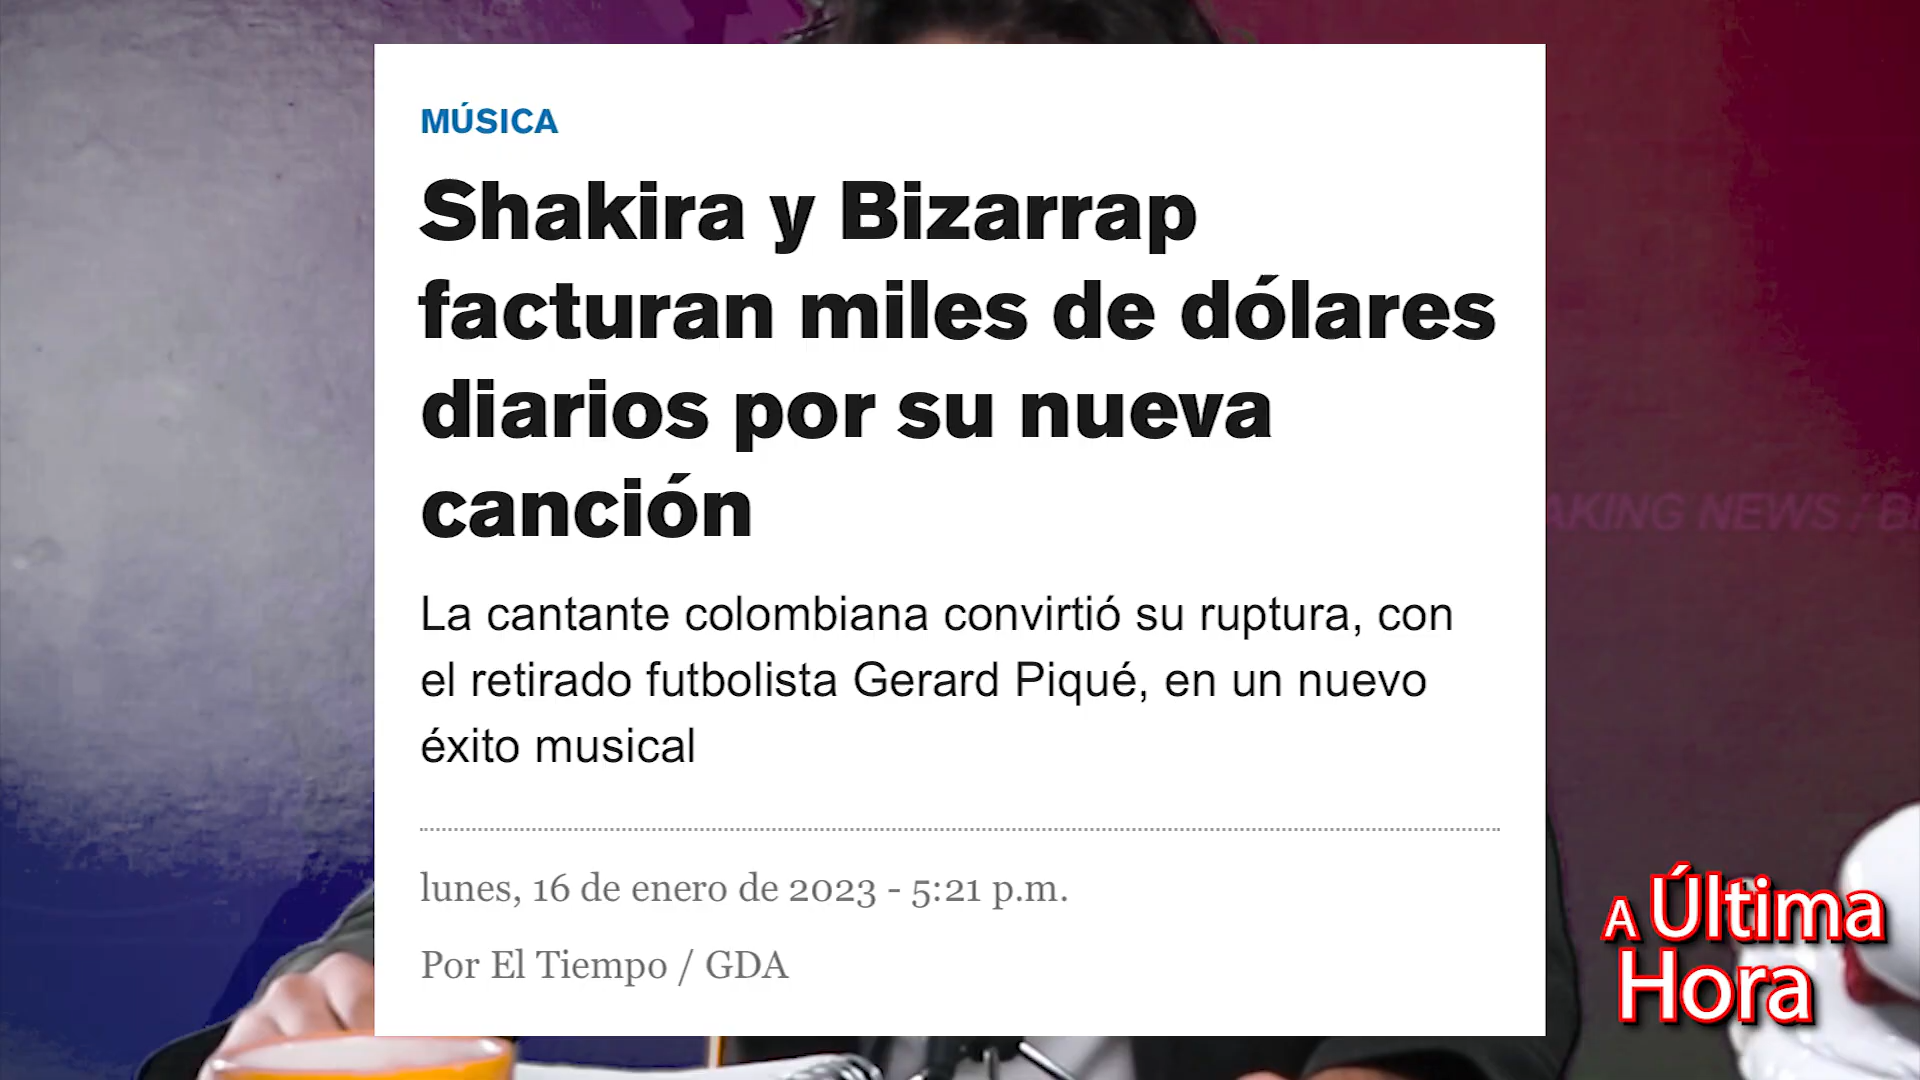 MÚSICA
Shakira y Bizarrap
facturan miles de dólares
diarios por su nueva
canción
La cantante colombiana convirtió su ruptura, con
el retirado futbolista Gerard Piqué, en un nuevo
éxito musical
lunes, 16 de enero de 2023 - 5:21 p.m.
Por El Tiempo / GDA
AKING NEWS / B
A Última
Hora